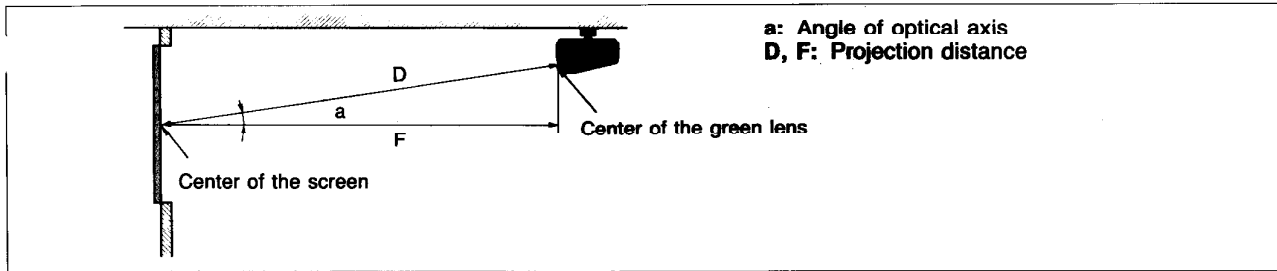 a: Angle of optical axis
D, F: Projection distance
D
a
Center of the green lens
F
Center of the screen